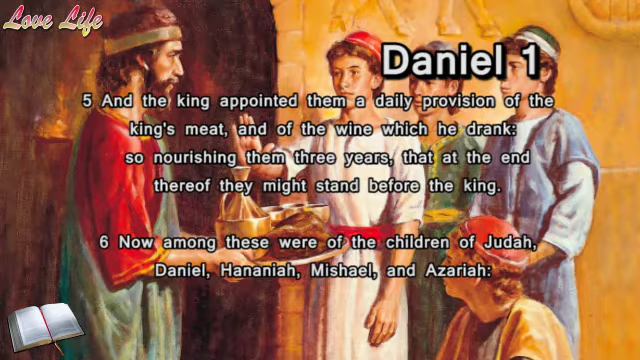 Love Life
Daniel 1
5 And the king appointed them a daily provision of the
king's meat, and of the wine which he drank:
so nourishing them three years, that at the end
thereof they might stand before the king.
6 Now among these were of the children of Judah,
Daniel, Hananiah, Mishael, and Azariah: